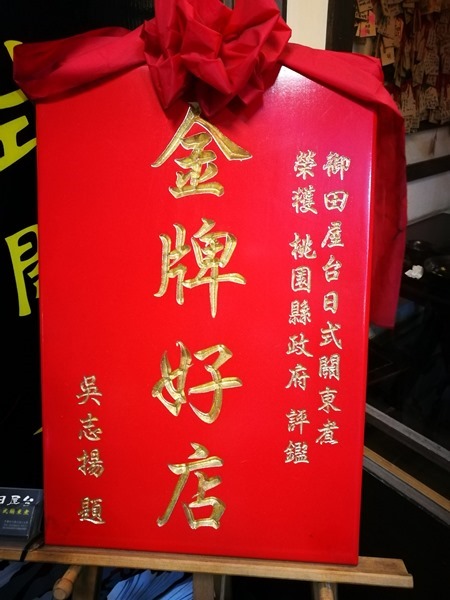 御田屋台日式關東煮
榮獲 桃園縣政府 評鑑
金牌好店
吳志揚 題